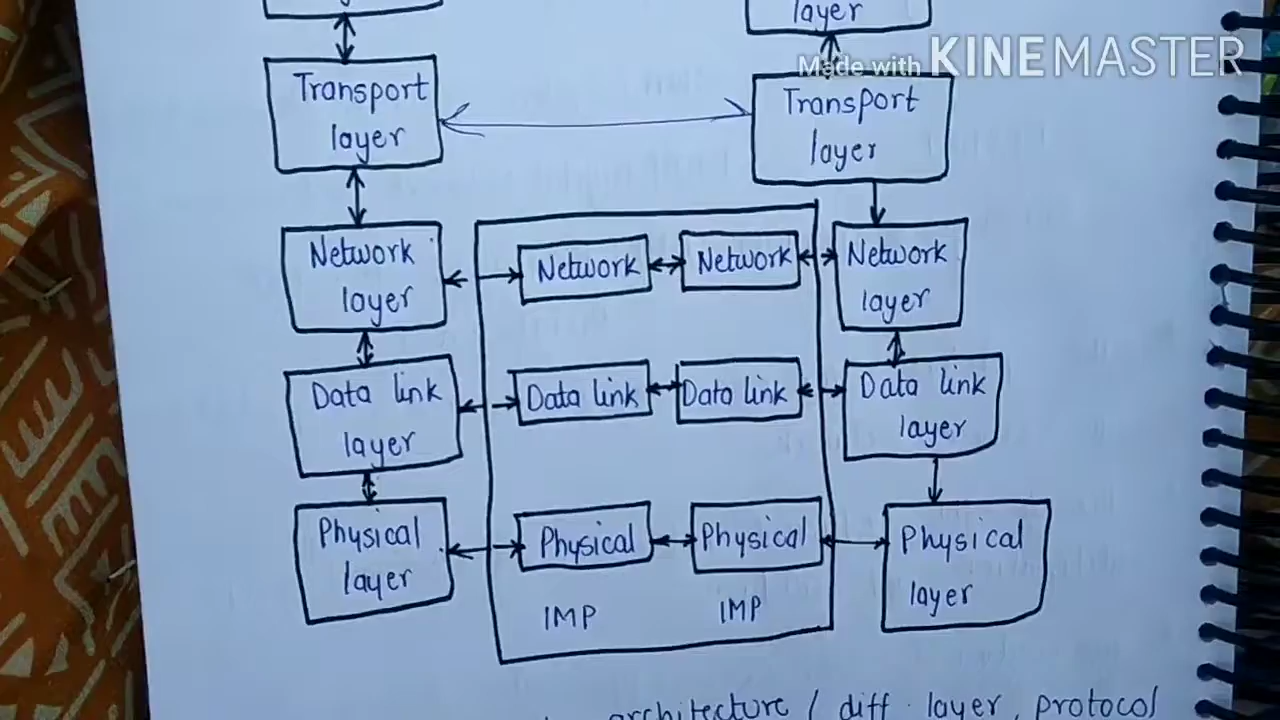 layer
Made with KINEMASTER
Transport
layer
Transport
layer
Network
layer
Network
Network
Network
layer
Data link
layer
Data link
Data link
Data link
layer
Physical
layer
Physical
Physical
Physical
layer
IMP
IMP
architecture / diff. layer, protocol